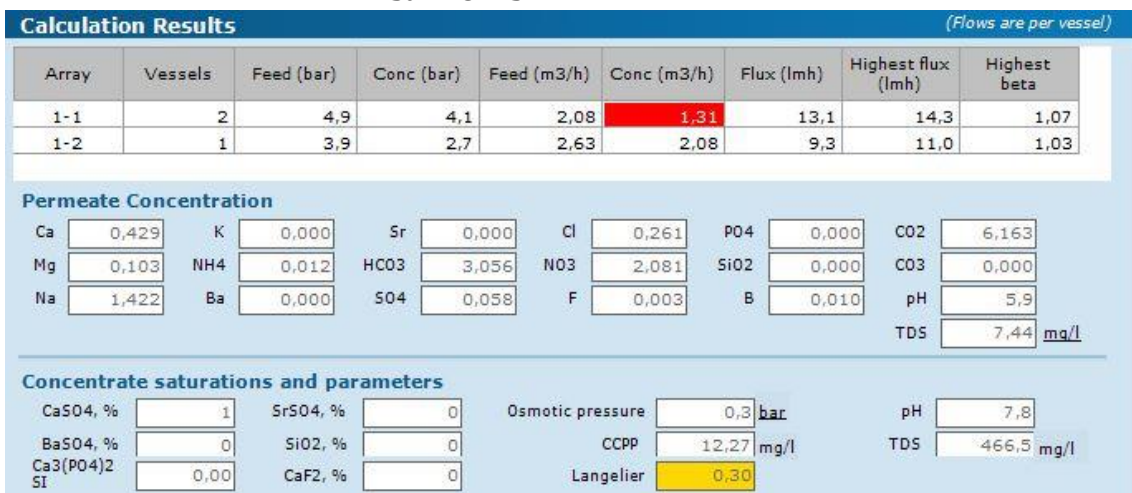 Calculation Results (Flows are per vessel)
Array Vessels Feed (bar) Conc (bar) Feed (m3/h) Conc (m3/h) Flux (lmh) Highest flux (lmh) Highest beta
1-1 2 4,9 4,1 2,08 1,31 13,1 14,3 1,07
1-2 1 3,9 2,7 2,63 2,08 9,3 11,0 1,03
Permeate Concentration
Ca 0,429 K 0,000 Sr 0,000 Cl 0,261 PO4 0,000 CO2 6,163
Mg 0,103 NH4 0,012 HCO3 3,056 NO3 2,081 SiO2 0,000 CO3 0,000
Na 1,422 Ba 0,000 SO4 0,058 F 0,003 B 0,010 pH 5,9
TDS 7,44 mg/l
Concentrate saturations and parameters
CaSO4, % 1 SrSO4, % 0 Osmotic pressure 0,3 bar pH 7,8
BaSO4, % 0 SiO2, % 0 CCPP 12,27 mg/l TDS 466,5 mg/l
Ca3(PO4)2 SI 0,00 CaF2, % 0 Langelier 0,30